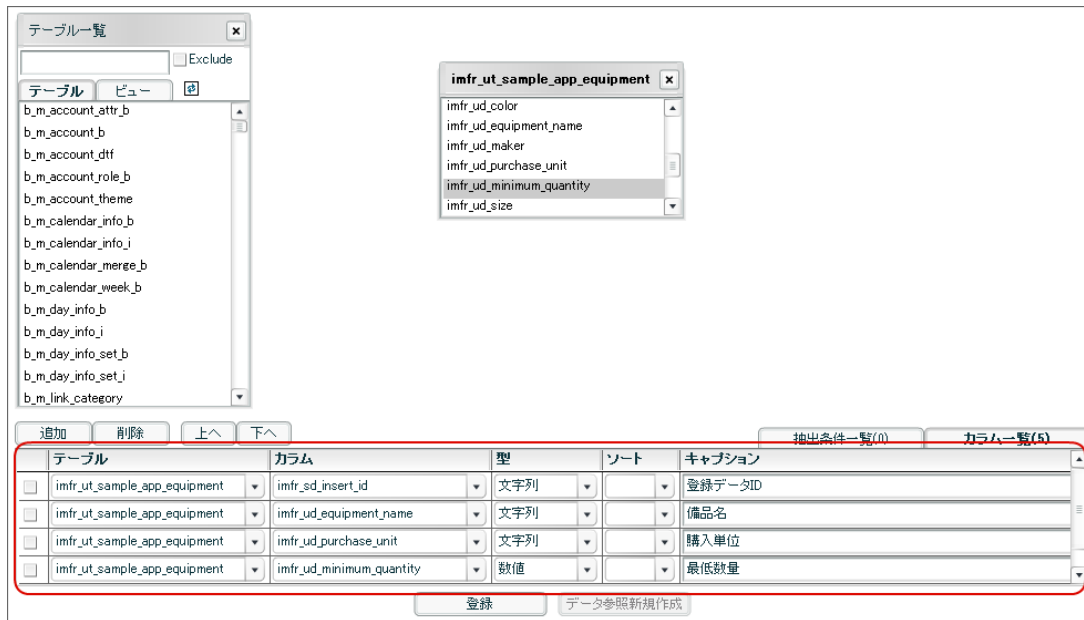 テーブル一覧
Exclude
テーブル ビュー
b_m_account_attr_b
b_m_account_b
b_m_account_dtf
b_m_account_role_b
b_m_account_theme
b_m_calendar_info_b
b_m_calendar_info_i
b_m_calendar_merge_b
b_m_calendar_week_b
b_m_day_info_b
b_m_day_info_i
b_m_day_info_set_b
b_m_day_info_set_i
b_m_link_category
imfr_ut_sample_app_equipment
imfr_ud_color
imfr_ud_equipment_name
imfr_ud_maker
imfr_ud_purchase_unit
imfr_ud_minimum_quantity
imfr_ud_size
追加 削除 上へ 下へ 抽出条件一覧(0) カラム一覧(5)
テーブル カラム 型 ソート キャプション
imfr_ut_sample_app_equipment imfr_sd_insert_id 文字列 登録データID
imfr_ut_sample_app_equipment imfr_ud_equipment_name 文字列 備品名
imfr_ut_sample_app_equipment imfr_ud_purchase_unit 文字列 購入単位
imfr_ut_sample_app_equipment imfr_ud_minimum_quantity 数値 最低数量
登録 データ参照新規作成